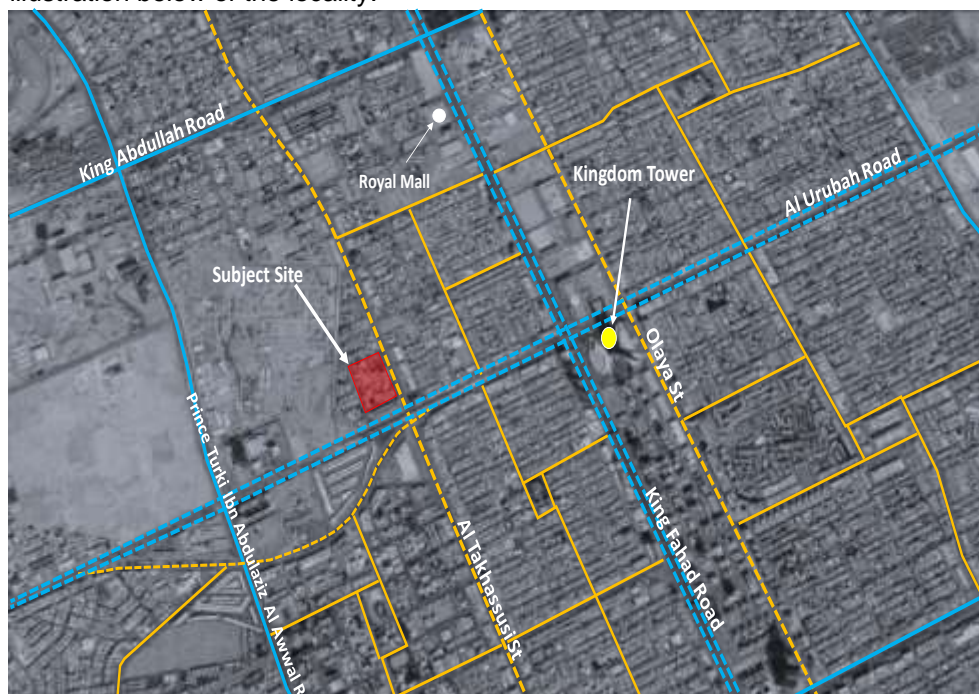 illustration below of the locality.
King Abdullah Road
Royal Mall
Kingdom Tower
Al Urubah Road
Subject Site
Olaya St
Prince Turki Ibn Abdulaziz Al Awwal R
King Fahad Road
Al Takhassusi St